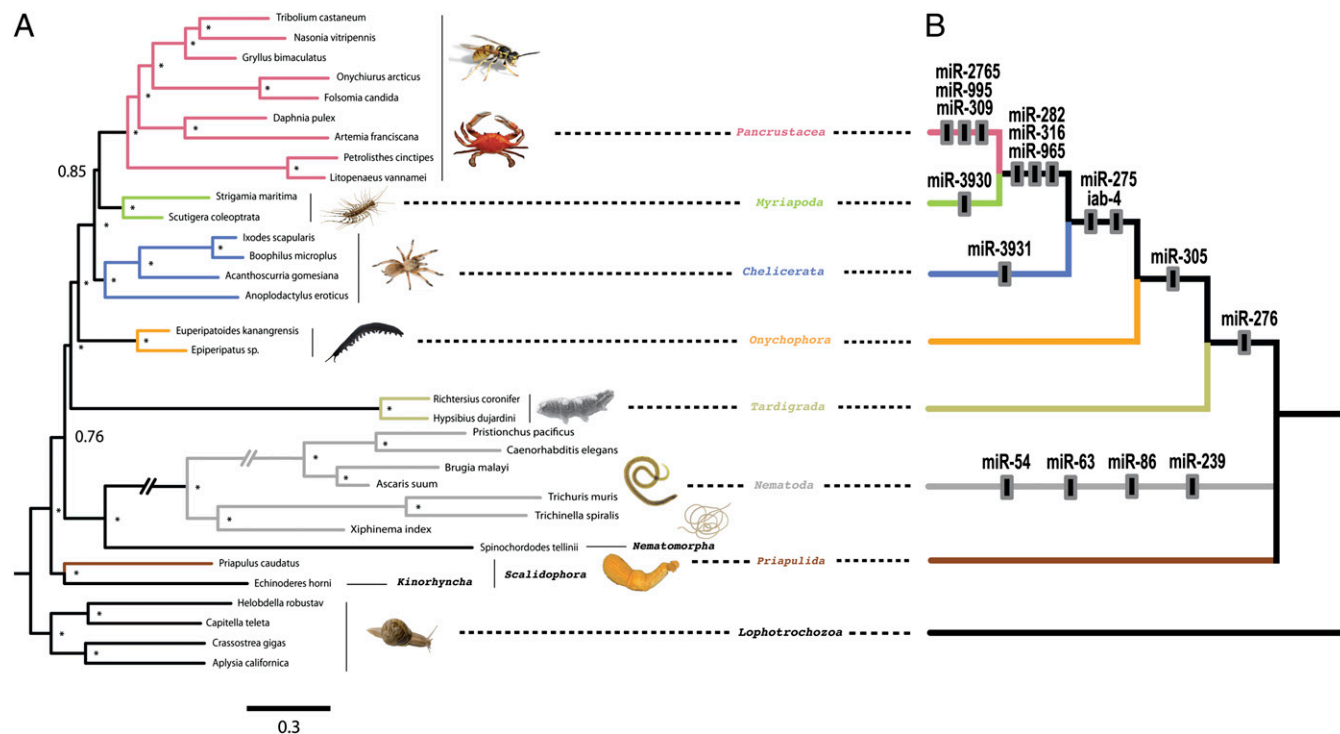 A
B
Tribolium castaneum
Nasonia vitripennis
Gryllus bimaculatus
Onychiurus arcticus
Folsomia candida
Daphnia pulex
Artemia franciscana
Petrolisthes cinctipes
Litopenaeus vannamei
0.85
Strigamia maritima
Scutigera coleoptrata
Ixodes scapularis
Boophilus microplus
Acanthoscurria gomesiana
Anoplodactylus eroticus
Euperipatoides kanangrensis
Epiperipatus sp.
Richtersius coronifer
Hypsibius dujardini
0.76
Pristionchus pacificus
Caenorhabditis elegans
Brugia malayi
Ascaris suum
Trichuris muris
Trichinella spiralis
Xiphinema index
Spinochordodes tellinii
Nematomorpha
Priapulus caudatus
Echinoderes horni
Kinorhyncha
Scalidophora
Helobdella robustav
Capitella teleta
Crassostrea gigas
Aplysia californica
0.3
Pancrustacea
Myriapoda
Chelicerata
Onychophora
Tardigrada
Nematoda
Priapulida
Lophotrochozoa
miR-2765
miR-995
miR-309
miR-282
miR-316
miR-965
miR-3930
miR-275
iab-4
miR-3931
miR-305
miR-276
miR-54
miR-63
miR-86
miR-239